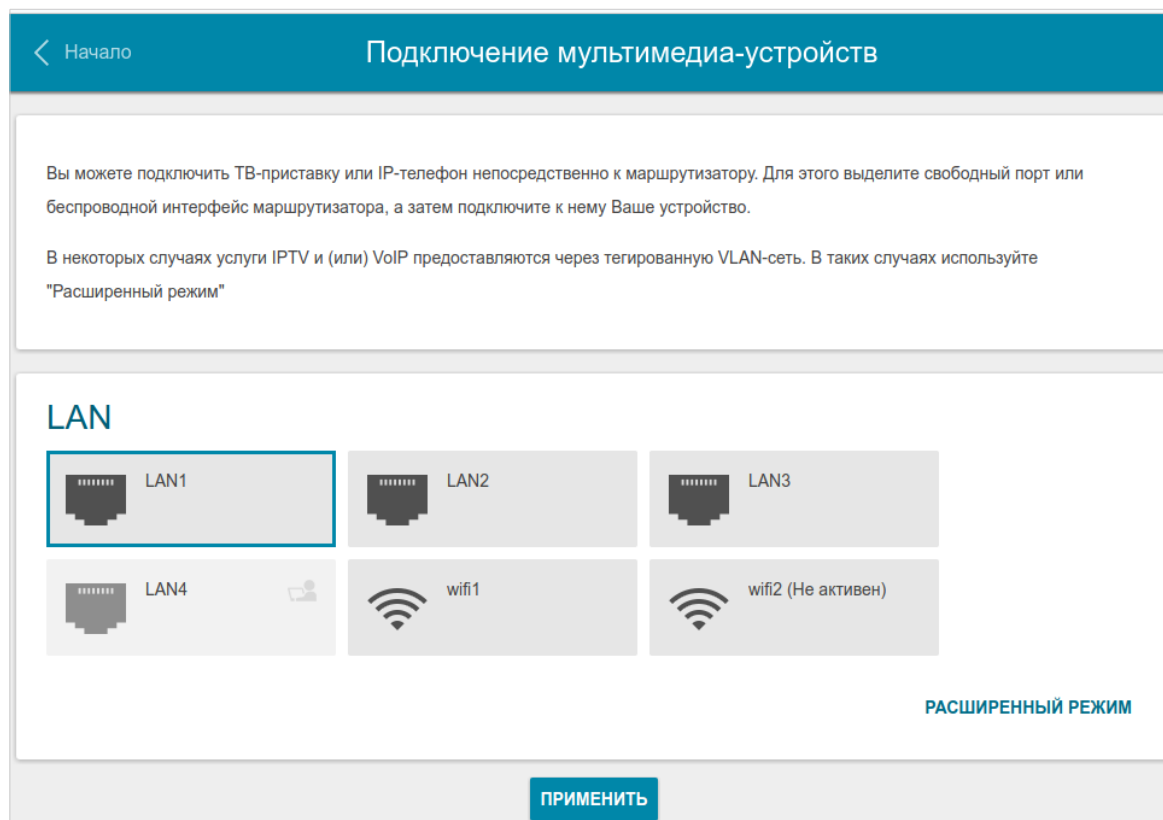 Начало
Подключение мультимедиа-устройств
Вы можете подключить ТВ-приставку или IP-телефон непосредственно к маршрутизатору. Для этого выделите свободный порт или
беспроводной интерфейс маршрутизатора, а затем подключите к нему Ваше устройство.
В некоторых случаях услуги IPTV и (или) VoIP предоставляются через тегированную VLAN-сеть. В таких случаях используйте
"Расширенный режим"
LAN
LAN1
LAN2
LAN3
LAN4
wifi1
wifi2 (Не активен)
РАСШИРЕННЫЙ РЕЖИМ
ПРИМЕНИТЬ